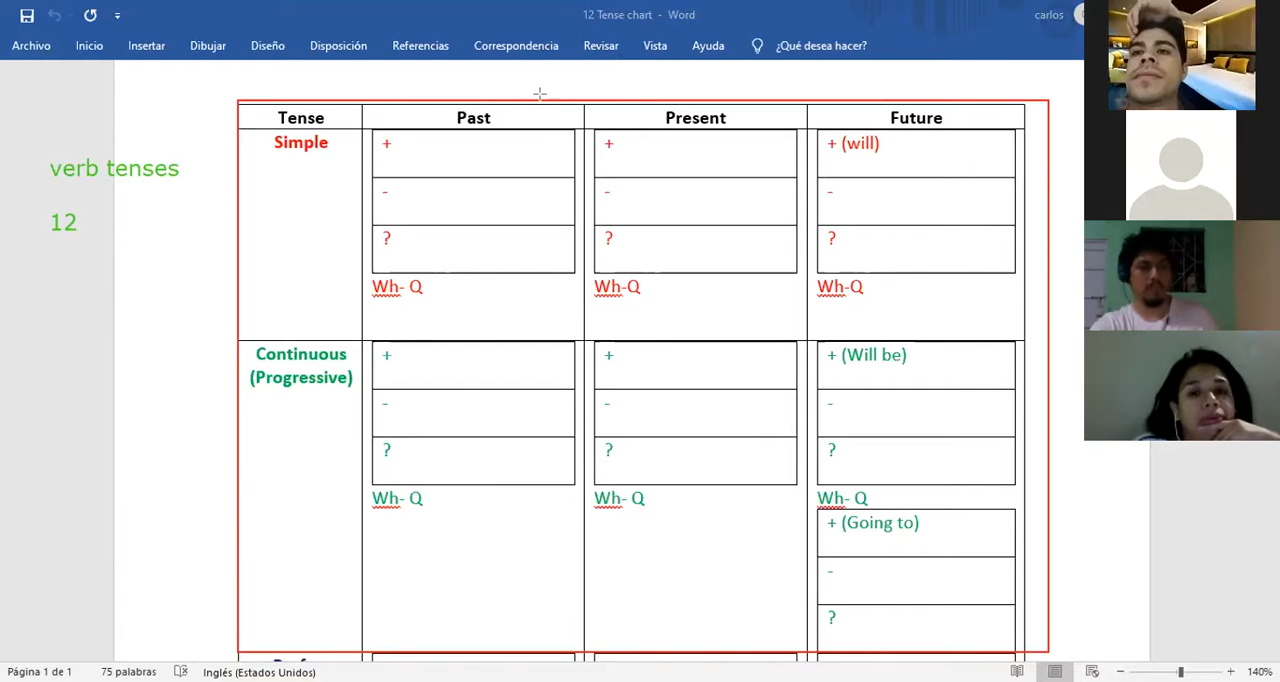 12 Tense chart - Word
carlos
Archivo Inicio Insertar Dibujar Diseño Disposición Referencias Correspondencia Revisar Vista Ayuda ¿Qué desea hacer?
verb tenses
12
Tense Past Present Future
Simple + + + (will)
- - -
? ? ?
Wh- Q Wh-Q Wh-Q
Continuous + + + (Will be)
(Progressive)
- - -
? ? ?
Wh- Q Wh- Q Wh- Q
+ (Going to)
-
?
Página 1 de 1 75 palabras Inglés (Estados Unidos) 140%